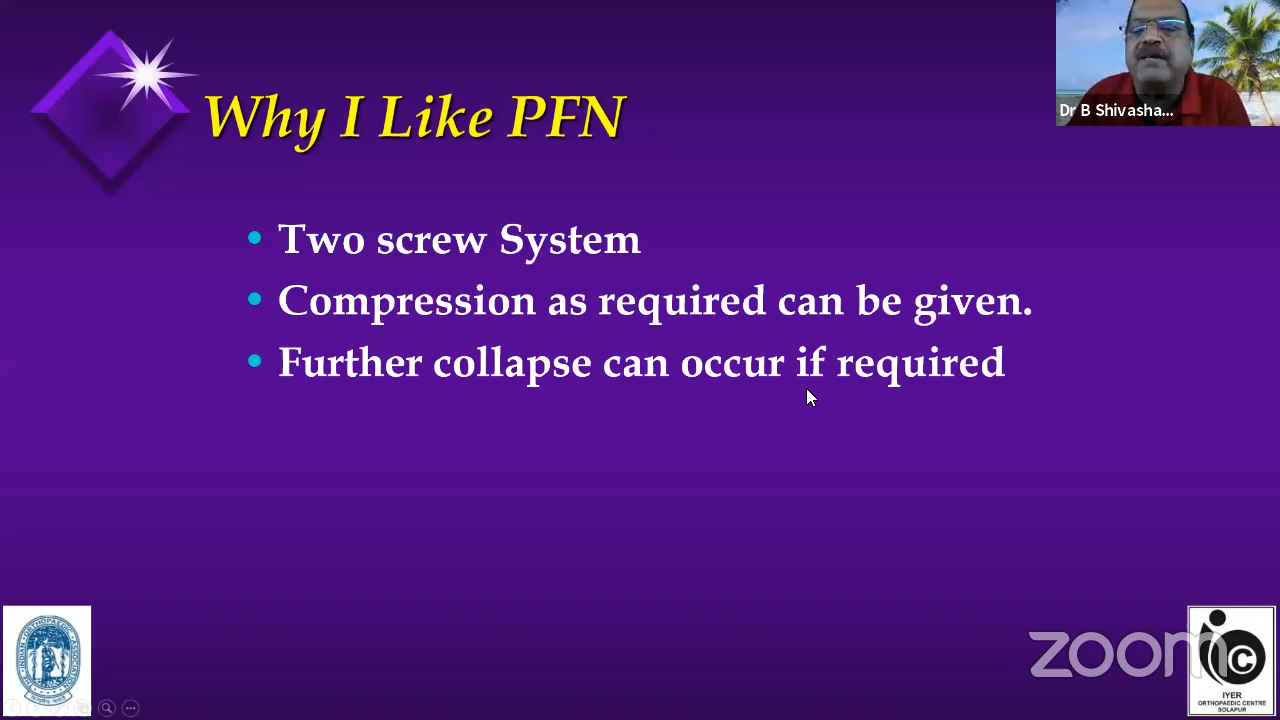 Dr B Shivasha...
Why I Like PFN
Two screw System
Compression as required can be given.
Further collapse can occur if required
zoom
IYER
ORTHOPAEDIC CENTRE
SOLAPUR